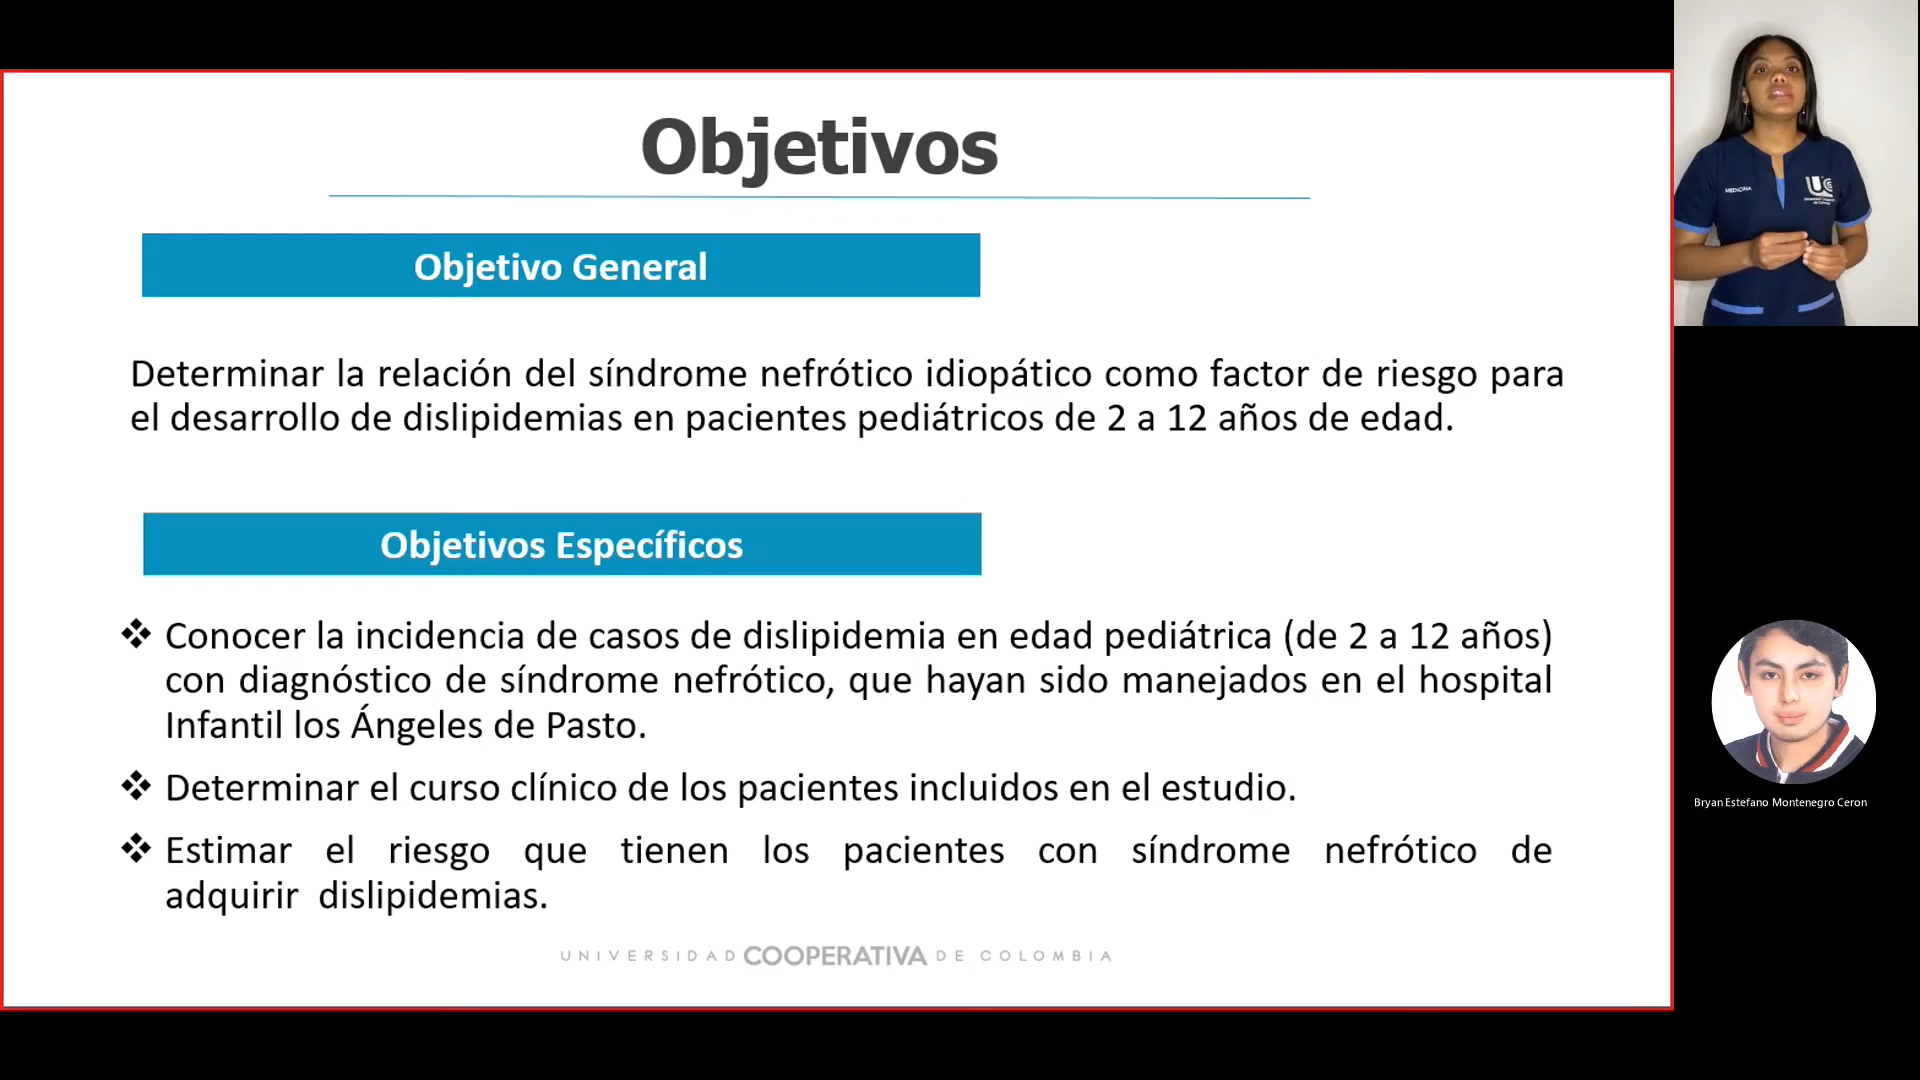 Objetivos
Objetivo General
Determinar la relación del síndrome nefrótico idiopático como factor de riesgo para
el desarrollo de dislipidemias en pacientes pediátricos de 2 a 12 años de edad.
Objetivos Específicos
❖ Conocer la incidencia de casos de dislipidemia en edad pediátrica (de 2 a 12 años)
con diagnóstico de síndrome nefrótico, que hayan sido manejados en el hospital
Infantil los Ángeles de Pasto.
❖ Determinar el curso clínico de los pacientes incluidos en el estudio.
❖ Estimar el riesgo que tienen los pacientes con síndrome nefrótico de
adquirir dislipidemias.
UNIVERSIDAD COOPERATIVA DE COLOMBIA
MEDICINA
Bryan Estefano Montenegro Ceron